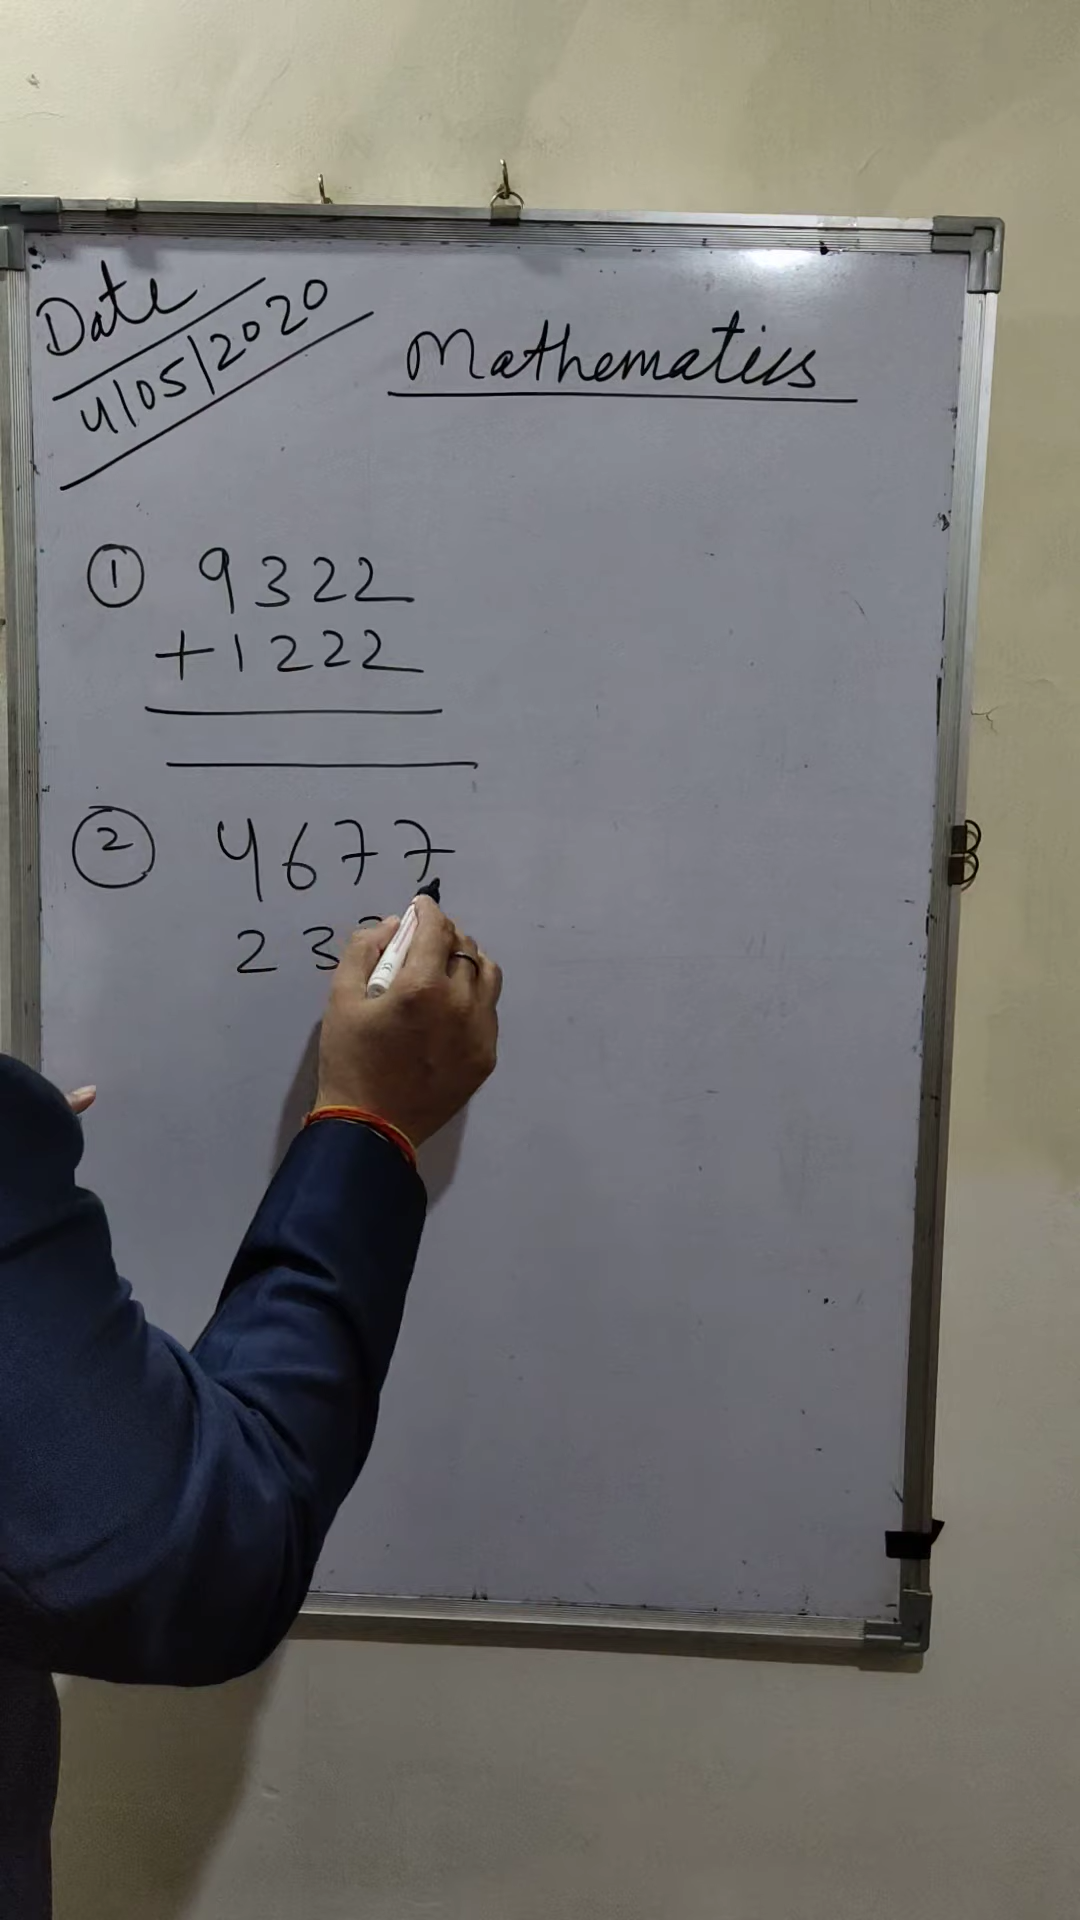 Date
4/05/2020
Mathematics
① 9322
+1222
② 4677
23